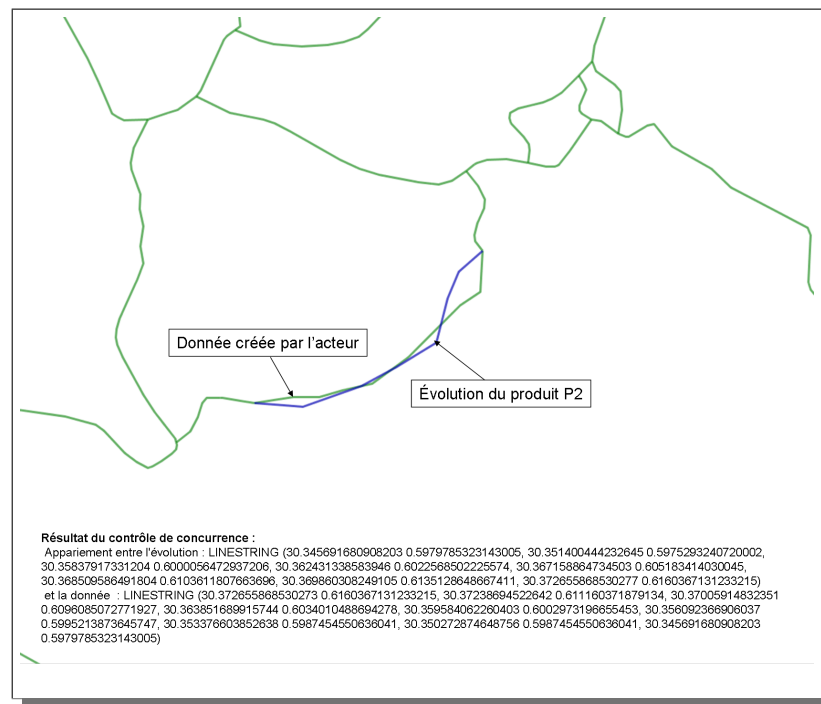 Donnée créée par l'acteur
Évolution du produit P2
Résultat du contrôle de concurrence :
Appariement entre l'évolution : LINESTRING (30.345691680908203 0.5979785323143005, 30.351400444232645 0.5975293240720002,
30.35837917331204 0.6000056472937206, 30.362431338583946 0.6022568502225574, 30.367158864734503 0.605183414030045,
30.368509586491804 0.6103611807663696, 30.369860308249105 0.6135128648667411, 30.372655868530277 0.6160367131233215)
et la donnée : LINESTRING (30.372655868530273 0.6160367131233215, 30.37238694522642 0.611160371879134, 30.37005914832351
0.6096085072771927, 30.363851689915744 0.6034010488694278, 30.359584062260403 0.6002973196655453, 30.356092366906037
0.5995213873645747, 30.353376603852638 0.5987454550636041, 30.350272874648756 0.5987454550636041, 30.345691680908203
0.5979785323143005)